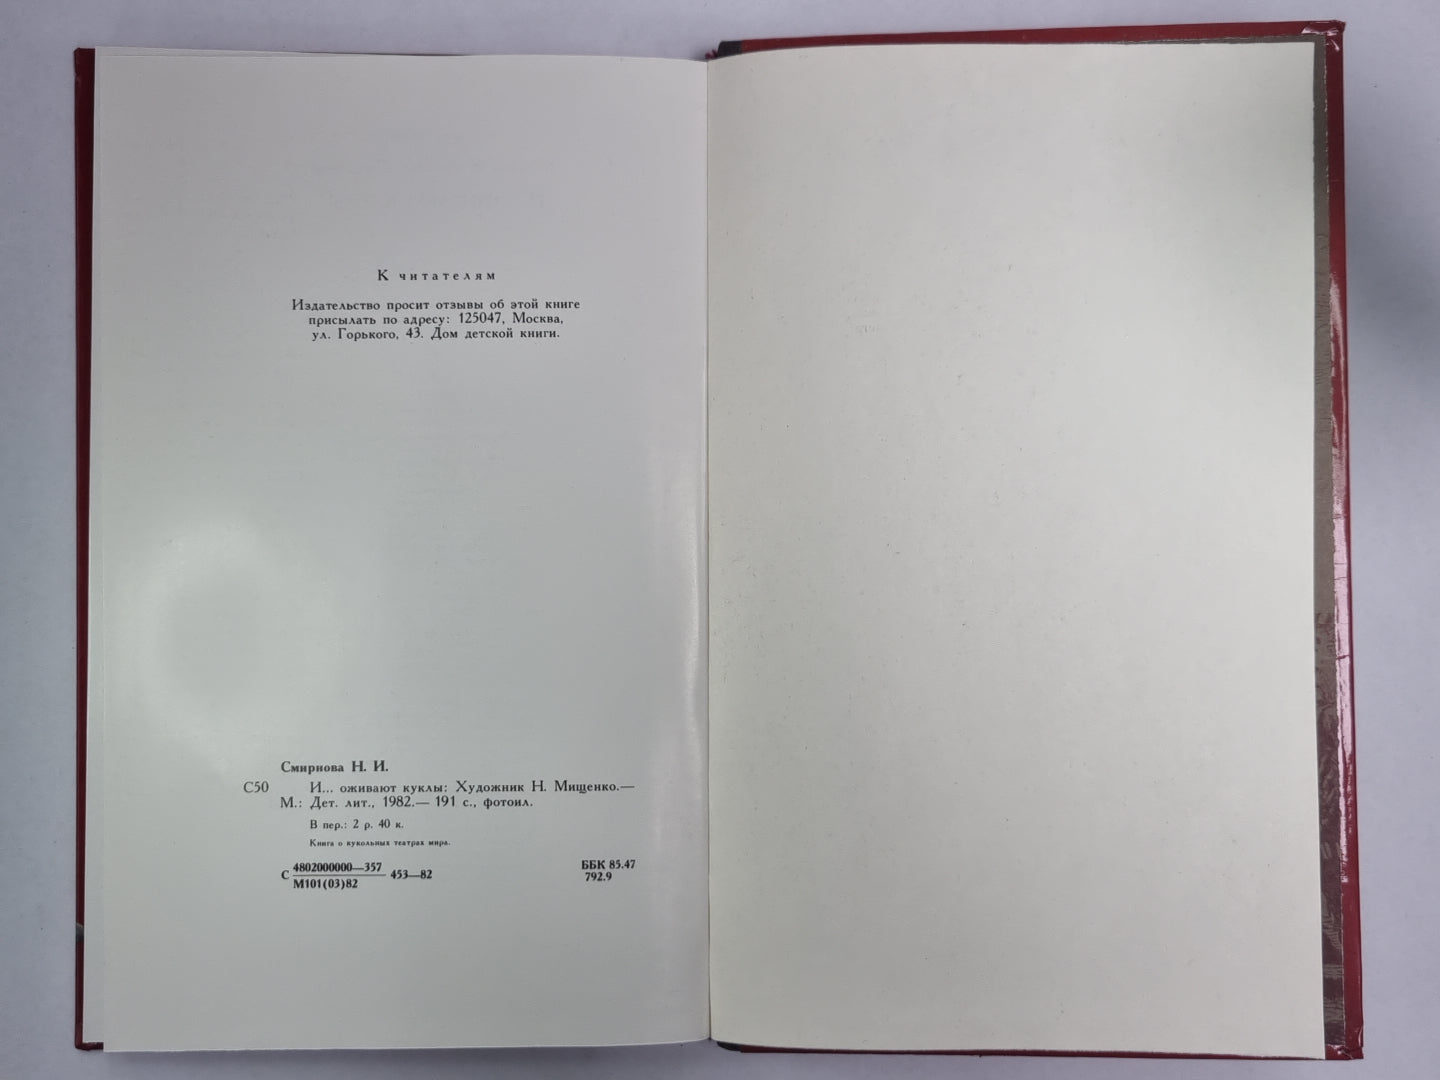 К читателям
Издательство просит отзывы об этой книге
присылать по адресу: 125047, Москва,
ул. Горького, 43. Дом детской книги.
Смирнова Н. И.
С50 И... оживают куклы: Художник Н. Мищенко.—
М.: Дет. лит., 1982.— 191 с., фотоил.
В пер.: 2 р. 40 к.
Книга о кукольных театрах мира.
С 4802000000—357 453—82
М101(03)82
ББК 85.47
792.9